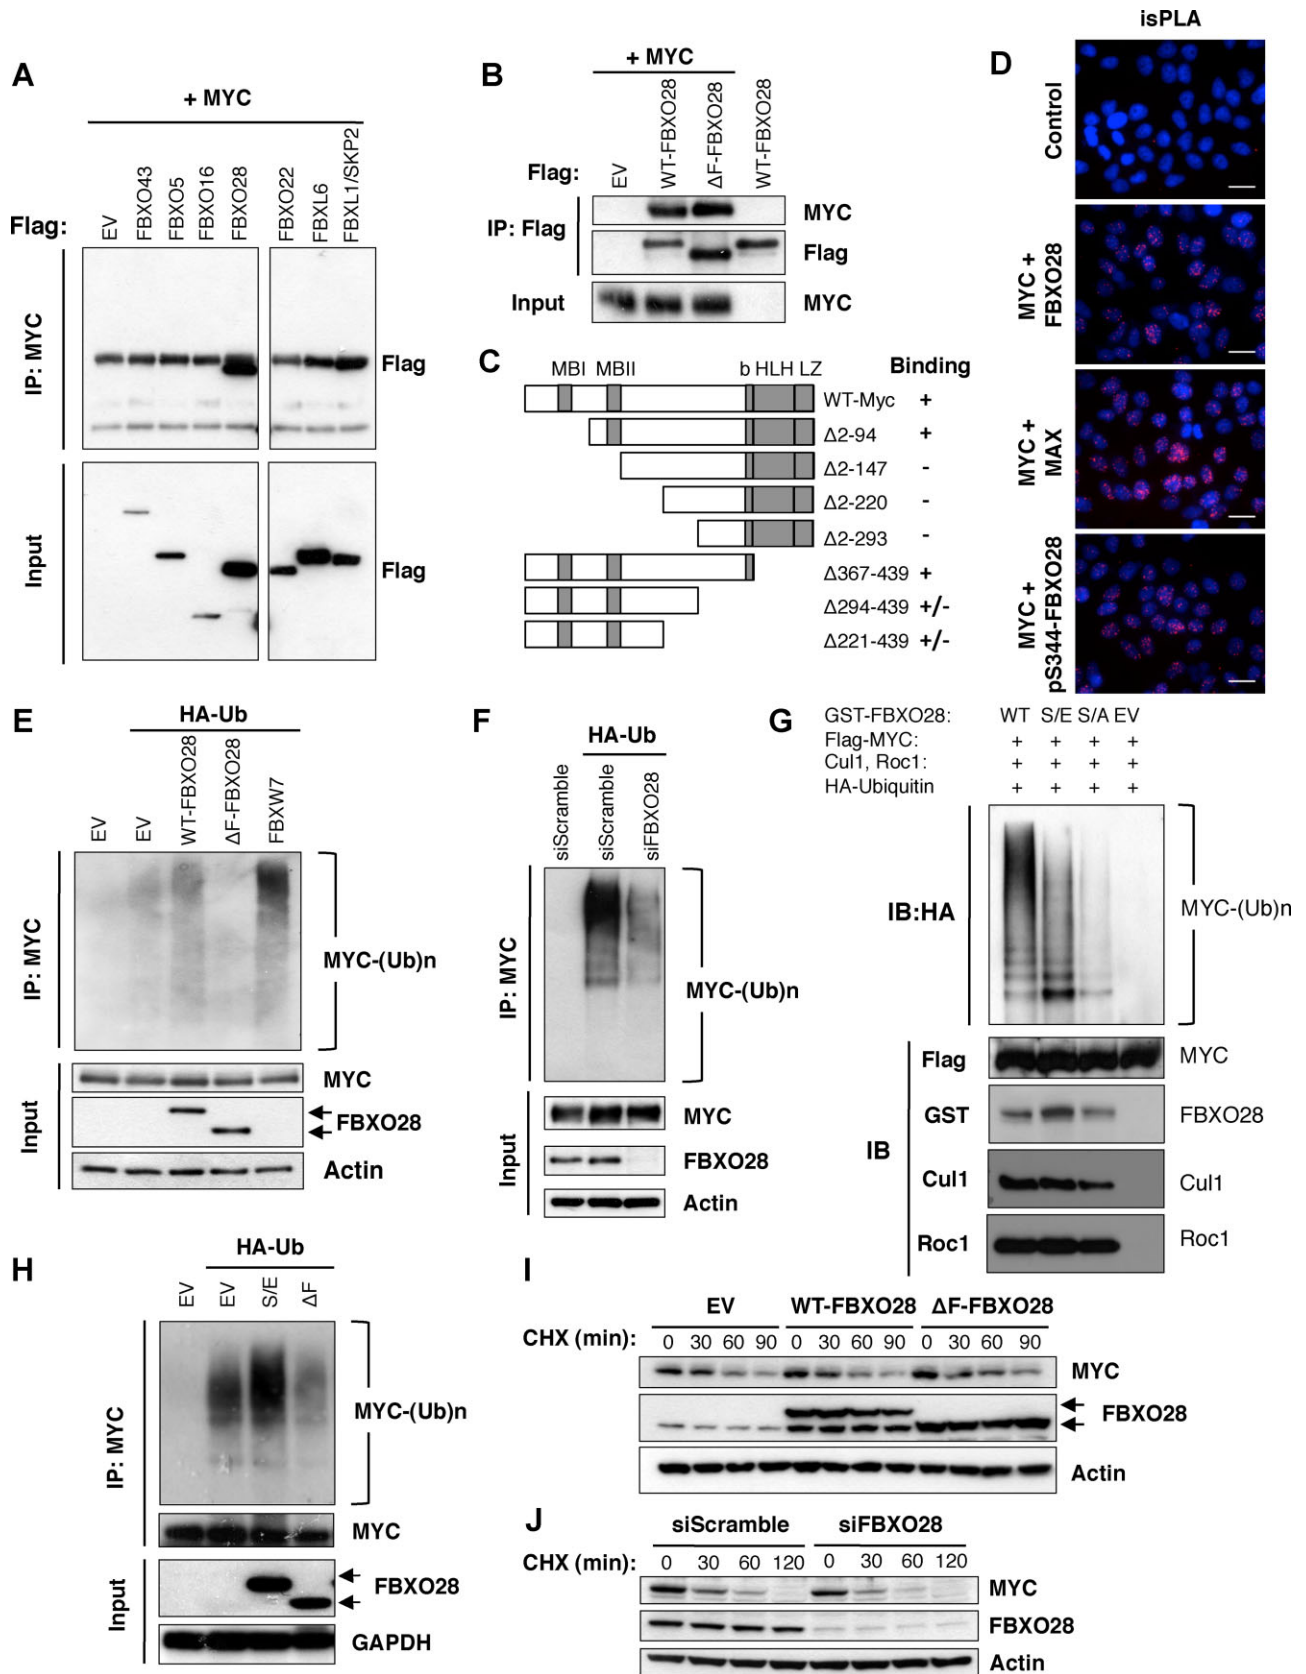 A
+ MYC
Flag:
EV
FBXO43
FBXO5
FBXO16
FBXO28
FBXO22
FBXL6
FBXL1/SKP2
IP: MYC
Flag
Input
Flag
B
+ MYC
Flag:
EV
WT-FBXO28
ΔF-FBXO28
WT-FBXO28
IP: Flag
MYC
Flag
Input
MYC
C
MBI MBII b HLH LZ Binding
WT-Myc +
Δ2-94 +
Δ2-147 -
Δ2-220 -
Δ2-293 -
Δ367-439 +
Δ294-439 +/-
Δ221-439 +/-
D
isPLA
Control
MYC +
FBXO28
MYC +
MAX
MYC +
pS344-FBXO28
E
HA-Ub
EV
EV
WT-FBXO28
ΔF-FBXO28
FBXW7
IP: MYC
MYC-(Ub)n
Input
MYC
FBXO28
Actin
F
HA-Ub
siScramble
siScramble
siFBXO28
IP: MYC
MYC-(Ub)n
Input
MYC
FBXO28
Actin
G
GST-FBXO28: WT S/E S/A EV
Flag-MYC: + + + +
Cul1, Roc1: + + + +
HA-Ubiquitin + + + +
IB:HA
MYC-(Ub)n
IB
Flag MYC
GST FBXO28
Cul1 Cul1
Roc1 Roc1
H
HA-Ub
EV
EV
S/E
ΔF
IP: MYC
MYC-(Ub)n
MYC
Input
FBXO28
GAPDH
I
EV WT-FBXO28 ΔF-FBXO28
CHX (min): 0 30 60 90 0 30 60 90 0 30 60 90
MYC
FBXO28
Actin
J
siScramble siFBXO28
CHX (min): 0 30 60 120 0 30 60 120
MYC
FBXO28
Actin